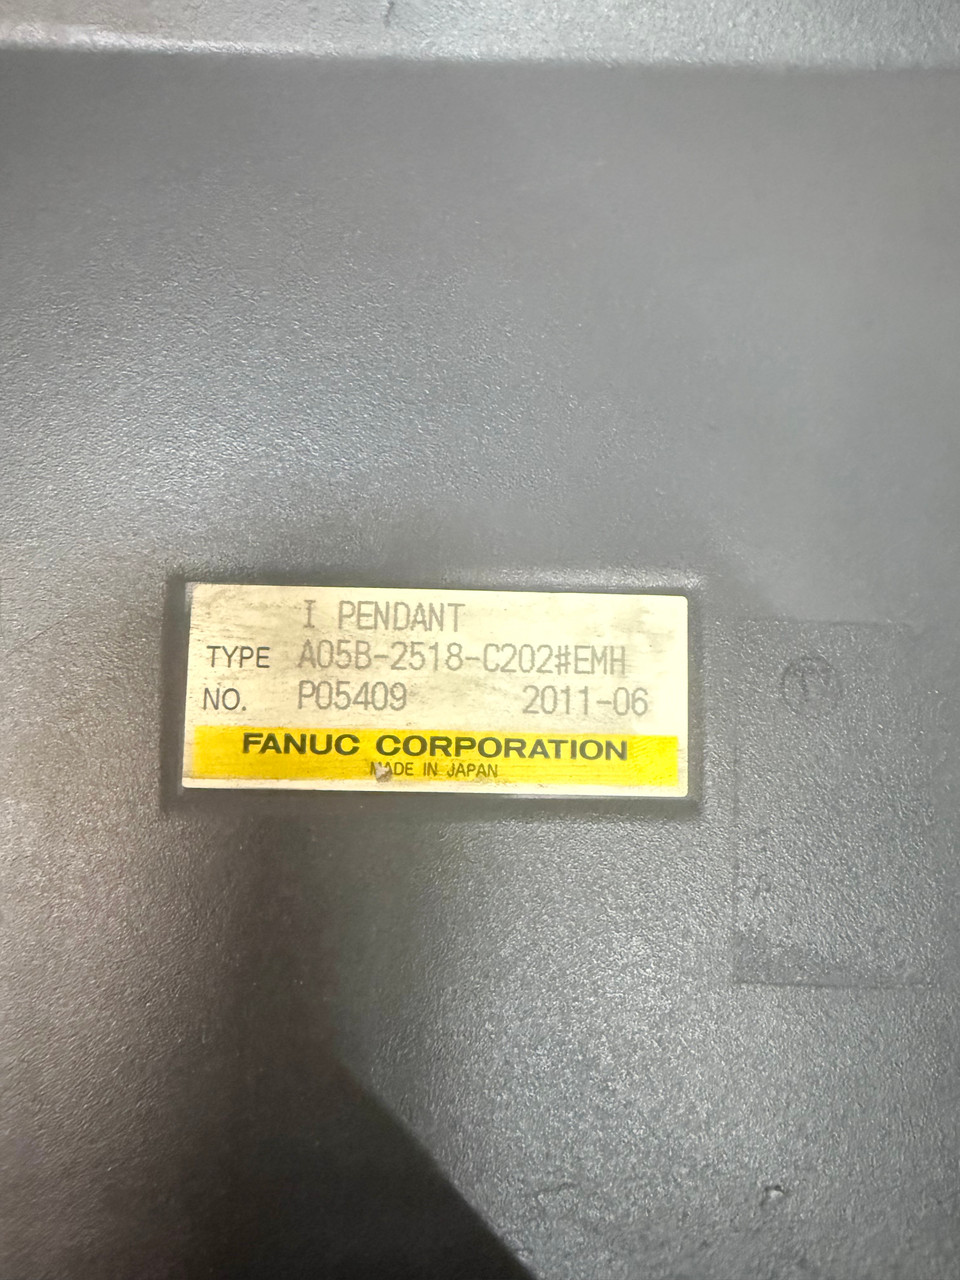 I PENDANT
TYPE A05B-2518-C202#EMH
NO. P05409 2011-06
FANUC CORPORATION
MADE IN JAPAN